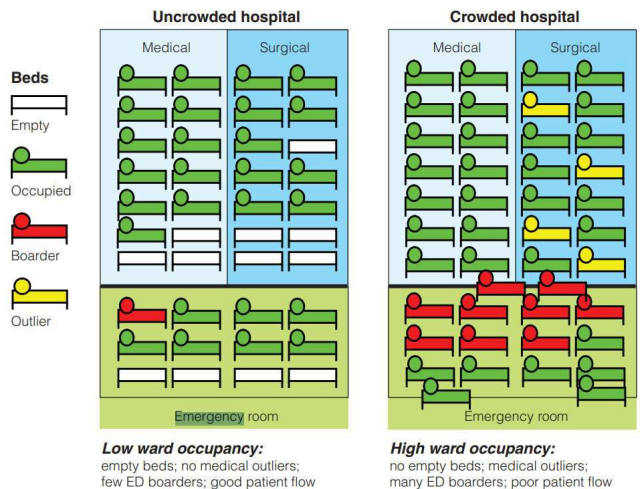 Uncrowded hospital
Crowded hospital
Medical
Surgical
Medical
Surgical
Beds
Empty
Occupied
Boarder
Outlier
Emergency room
Emergency room
Low ward occupancy:
empty beds; no medical outliers;
few ED boarders; good patient flow
High ward occupancy:
no empty beds; medical outliers;
many ED boarders; poor patient flow